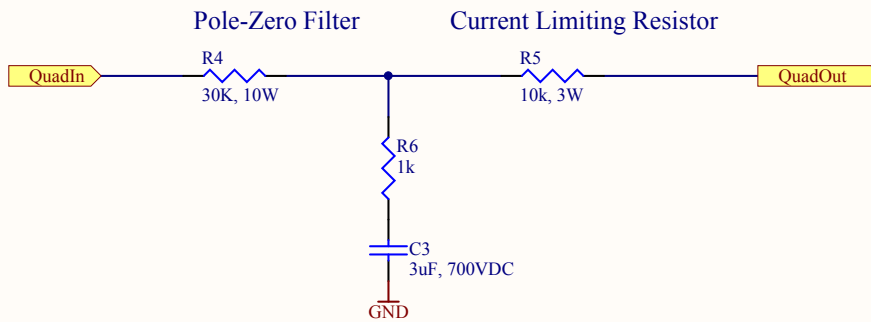 Pole-Zero Filter
Current Limiting Resistor
QuadIn
R4
30K, 10W
R5
10k, 3W
QuadOut
R6
1k
C3
3uF, 700VDC
GND